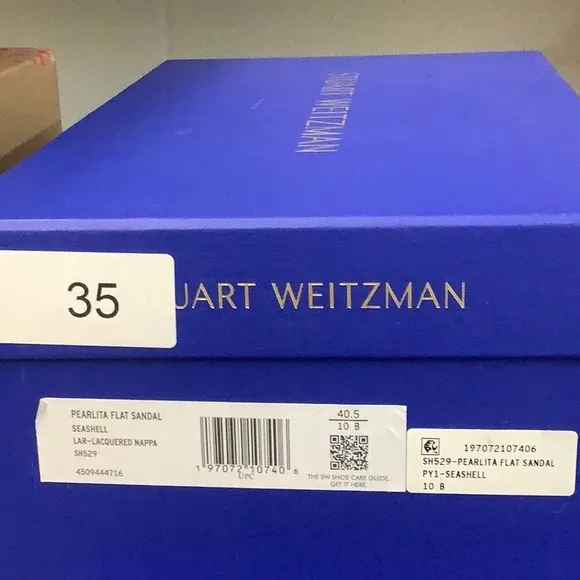 STUART WEITZMAN
35
UART WEITZMAN
PEARLITA FLAT SANDAL
SEASHELL
LAR-LACQUERED NAPPA
SH529
4509444716
1 97072 10740 6
UPC
40.5
10 B
THE SW SHOE CARE GUIDE.
GET IT HERE.
197072107406
SH529-PEARLITA FLAT SANDAL
PY1-SEASHELL
10 B